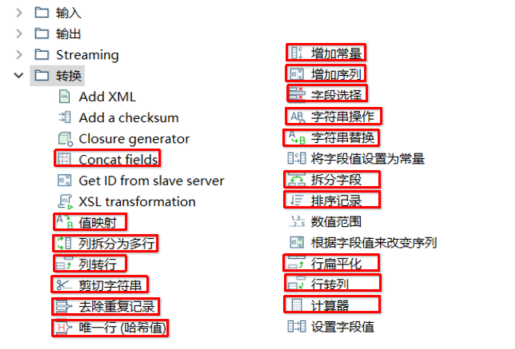 输入
输出
Streaming
转换
Add XML
Add a checksum
Closure generator
Concat fields
Get ID from slave server
XSL transformation
值映射
列拆分为多行
列转行
剪切字符串
去除重复记录
唯一行 (哈希值)
增加常量
增加序列
字段选择
字符串操作
字符串替换
将字段值设置为常量
拆分字段
排序记录
数值范围
根据字段值来改变序列
行扁平化
行转列
计算器
设置字段值